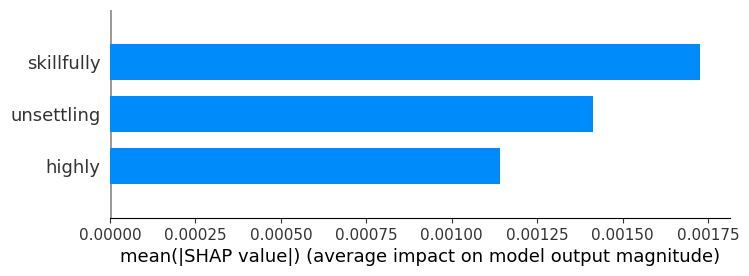 skillfully
unsettling
highly
0.00000 0.00025 0.00050 0.00075 0.00100 0.00125 0.00150 0.00175
mean(|SHAP value|) (average impact on model output magnitude)